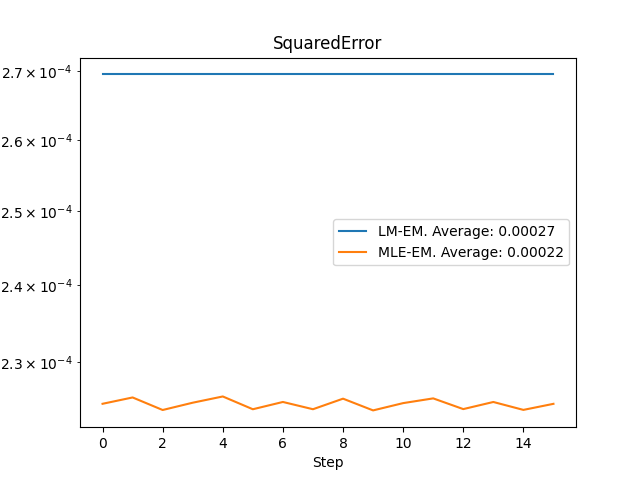 SquaredError
2.7 × 10⁻⁴
2.6 × 10⁻⁴
2.5 × 10⁻⁴
2.4 × 10⁻⁴
2.3 × 10⁻⁴
LM-EM. Average: 0.00027
MLE-EM. Average: 0.00022
0 2 4 6 8 10 12 14
Step